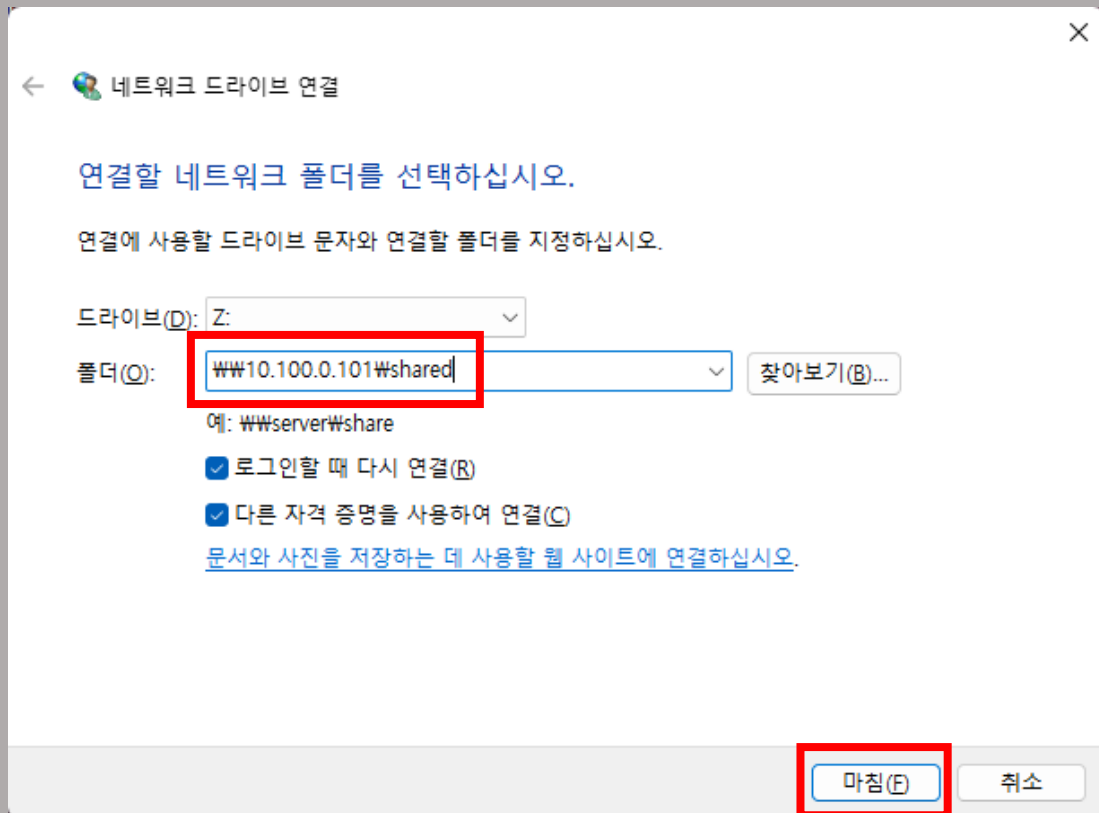 네트워크 드라이브 연결
연결할 네트워크 폴더를 선택하십시오.
연결에 사용할 드라이브 문자와 연결할 폴더를 지정하십시오.
드라이브(D): Z:
폴더(O): ₩₩10.100.0.101₩shared 찾아보기(B)...
예: ₩₩server₩share
로그인할 때 다시 연결(R)
다른 자격 증명을 사용하여 연결(C)
문서와 사진을 저장하는 데 사용할 웹 사이트에 연결하십시오.
마침(F) 취소